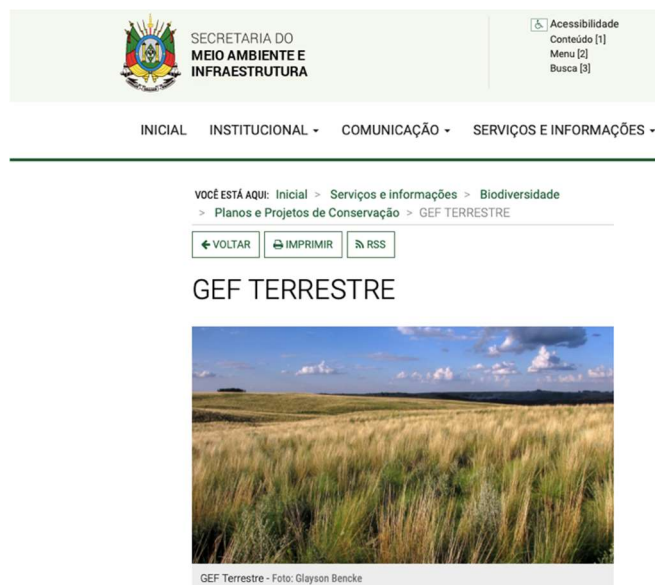 SECRETARIA DO
MEIO AMBIENTE E
INFRAESTRUTURA
Acessibilidade
Conteúdo [1]
Menu [2]
Busca [3]
INICIAL INSTITUCIONAL COMUNICAÇÃO SERVIÇOS E INFORMAÇÕES
VOCÊ ESTÁ AQUI: Inicial > Serviços e informações > Biodiversidade
> Planos e Projetos de Conservação > GEF TERRESTRE
VOLTAR IMPRIMIR RSS
GEF TERRESTRE
GEF Terrestre - Foto: Glayson Bencke